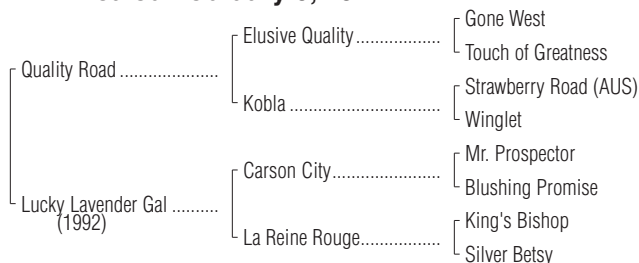 Gone West
Elusive Quality
Touch of Greatness
Quality Road
Strawberry Road (AUS)
Kobla
Winglet
Mr. Prospector
Carson City
Blushing Promise
Lucky Lavender Gal
(1992)
King's Bishop
La Reine Rouge
Silver Betsy